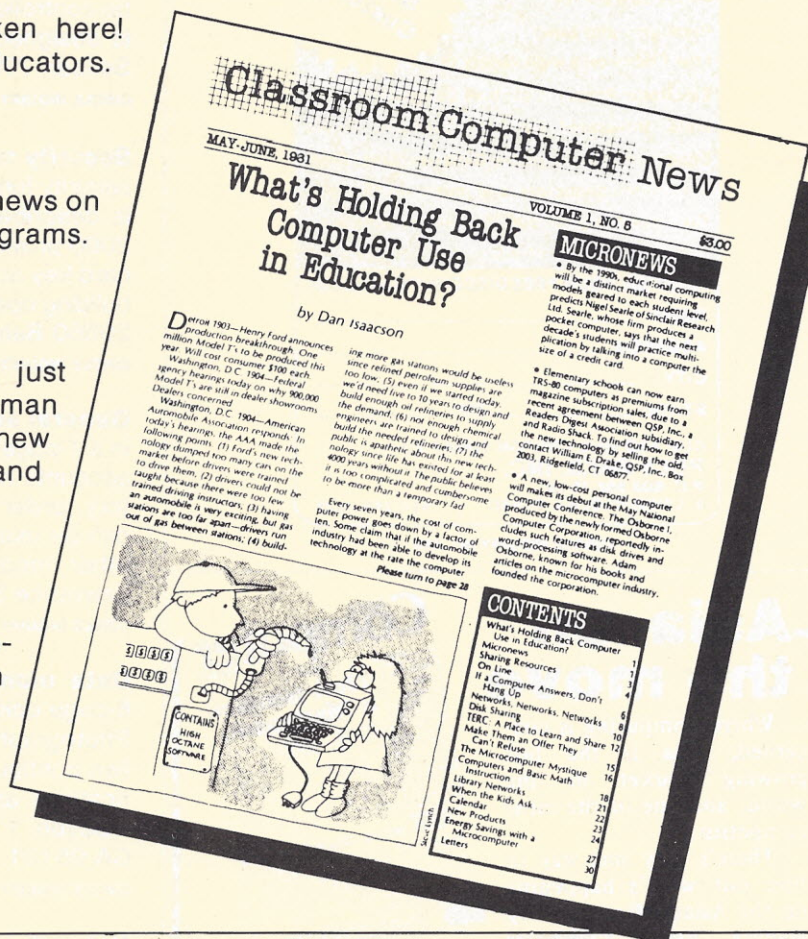 ken here!
ucators.
news on
grams.
just
man
new
and
-
n
Classroom Computer News
MAY-JUNE, 1981
VOLUME 1, NO. 5
$3.00
What's Holding Back
Computer Use
in Education?
by Dan Isaacson
Detroit 1903—Henry Ford announces
production breakthrough. One
million Model T's to be produced this
year. Will cost consumer $100 each.
Washington, D.C. 1904—Federal
agency hearings today on why 900,000
Model T's are still in dealer showrooms
Dealers concerned
Washington, D.C. 1904—American
Automobile Association responds. In
today's hearings, the AAA made the
following points. (1) Ford's new tech-
nology dumped too many cars on the
market before drivers were trained
to drive them, (2) drivers could not be
taught because there were too few
trained driving instructors, (3) having
an automobile is very exciting, but gas
stations are too far apart—drivers run
out of gas between stations; (4) build-
ing more gas stations would be useless
since refined petroleum supplies are
too low. (5) even if we started today,
we'd need five to 10 years to design and
build enough oil refineries to supply
the demand, (6) not enough chemical
engineers are trained to design and
build the needed refineries, (7) the
public is apathetic about this new tech-
nology since life has existed for at least
4000 years without it. The public believes
it is too complicated and cumbersome
to be more than a temporary fad
Every seven years, the cost of com-
puter power goes down by a factor of
ten. Some claim that if the automobile
industry had been able to develop its
technology at the rate the computer
Please turn to page 28
MICRONEWS
• By the 1990s, educational computing
will be a distinct market requiring
models geared to each student level,
predicts Nigel Searle of Sinclair Research
Ltd. Searle, whose firm produces a
pocket computer, says that the next
decade's students will practice multi-
plication by talking into a computer the
size of a credit card.
• Elementary schools can now earn
TRS-80 computers as premiums from
magazine subscription sales, due to a
recent agreement between QSP, Inc., a
Readers Digest Association subsidiary,
and Radio Shack. To find out how to get
the new technology by selling the old,
contact William E. Drake, QSP, Inc., Box
2003, Ridgefield, CT 06877.
• A new, low-cost personal computer
will makes its debut at the May National
Computer Conference. The Osborne I,
produced by the newly formed Osborne
Computer Corporation, reportedly in-
cludes such features as disk drives and
word-processing software. Adam
Osborne, known for his books and
articles on the microcomputer industry,
founded the corporation.
$$$$
$$$$
CONTAINS
HIGH
OCTANE
SOFTWARE
Steve Lynch
CONTENTS
What's Holding Back Computer
Use in Education? 1
Micronews 1
Sharing Resources 3
On Line 4
If a Computer Answers, Don't
Hang Up 6
Networks, Networks, Networks 8
Disk Sharing 10
TERC: A Place to Learn and Share 12
Make Them an Offer They
Can't Refuse 15
The Microcomputer Mystique 16
Computers and Basic Math
Instruction 18
Library Networks 21
When the Kids Ask... 22
Calendar 23
New Products 24
Energy Savings with a
Microcomputer 27
Letters 30